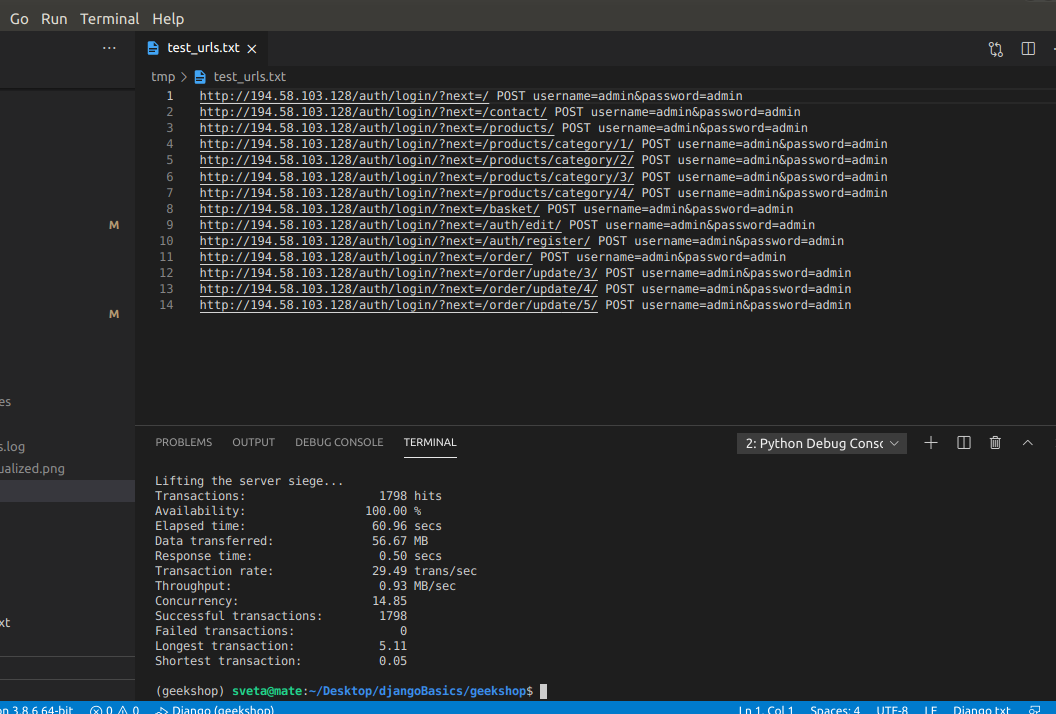 Go Run Terminal Help
··· test_urls.txt
tmp > test_urls.txt
1 http://194.58.103.128/auth/login/?next=/ POST username=admin&password=admin
2 http://194.58.103.128/auth/login/?next=/contact/ POST username=admin&password=admin
3 http://194.58.103.128/auth/login/?next=/products/ POST username=admin&password=admin
4 http://194.58.103.128/auth/login/?next=/products/category/1/ POST username=admin&password=admin
5 http://194.58.103.128/auth/login/?next=/products/category/2/ POST username=admin&password=admin
6 http://194.58.103.128/auth/login/?next=/products/category/3/ POST username=admin&password=admin
7 http://194.58.103.128/auth/login/?next=/products/category/4/ POST username=admin&password=admin
8 http://194.58.103.128/auth/login/?next=/basket/ POST username=admin&password=admin
9 http://194.58.103.128/auth/login/?next=/auth/edit/ POST username=admin&password=admin
10 http://194.58.103.128/auth/login/?next=/auth/register/ POST username=admin&password=admin
11 http://194.58.103.128/auth/login/?next=/order/ POST username=admin&password=admin
12 http://194.58.103.128/auth/login/?next=/order/update/3/ POST username=admin&password=admin
13 http://194.58.103.128/auth/login/?next=/order/update/4/ POST username=admin&password=admin
14 http://194.58.103.128/auth/login/?next=/order/update/5/ POST username=admin&password=admin
M
M
es
s.log
ualized.png
xt
PROBLEMS OUTPUT DEBUG CONSOLE TERMINAL 2: Python Debug Consc
Lifting the server siege...
Transactions: 1798 hits
Availability: 100.00 %
Elapsed time: 60.96 secs
Data transferred: 56.67 MB
Response time: 0.50 secs
Transaction rate: 29.49 trans/sec
Throughput: 0.93 MB/sec
Concurrency: 14.85
Successful transactions: 1798
Failed transactions: 0
Longest transaction: 5.11
Shortest transaction: 0.05
(geekshop) sveta@mate:~/Desktop/djangoBasics/geekshop$
on 3.8.6 64-bit 0 0 Django (geekshop) Ln 1, Col 1 Spaces: 4 UTF-8 LF Django txt